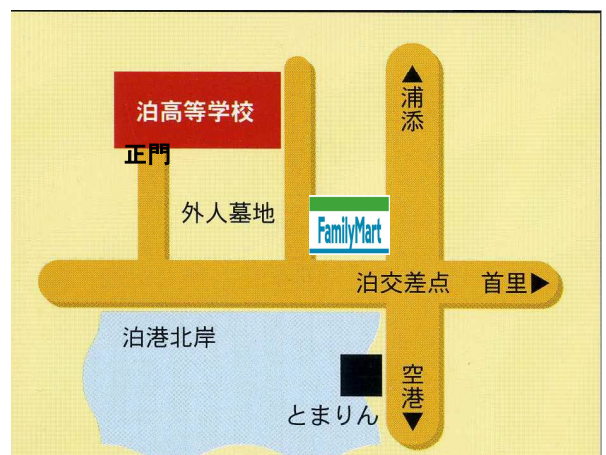 ▲
浦添
泊高等学校
正門
外人墓地
FamilyMart
泊交差点
首里▶
泊港北岸
空港
▼
とまりん